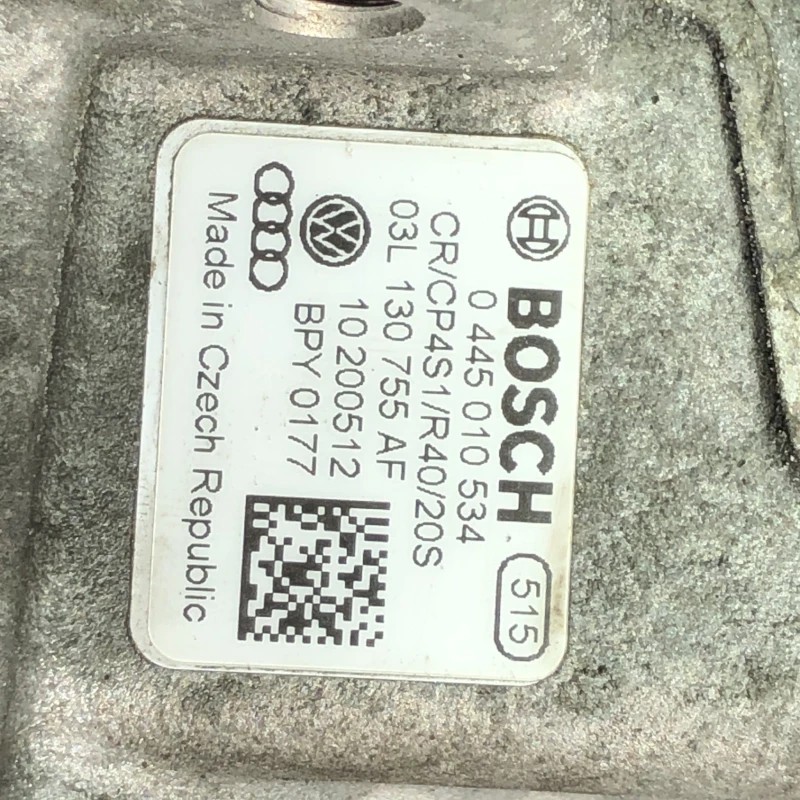 BOSCH 515
0 445 010 534
CR/CP4S1/R40/20S
03L 130 755 AF
10 200512
BPY 0177
Made in Czech Republic